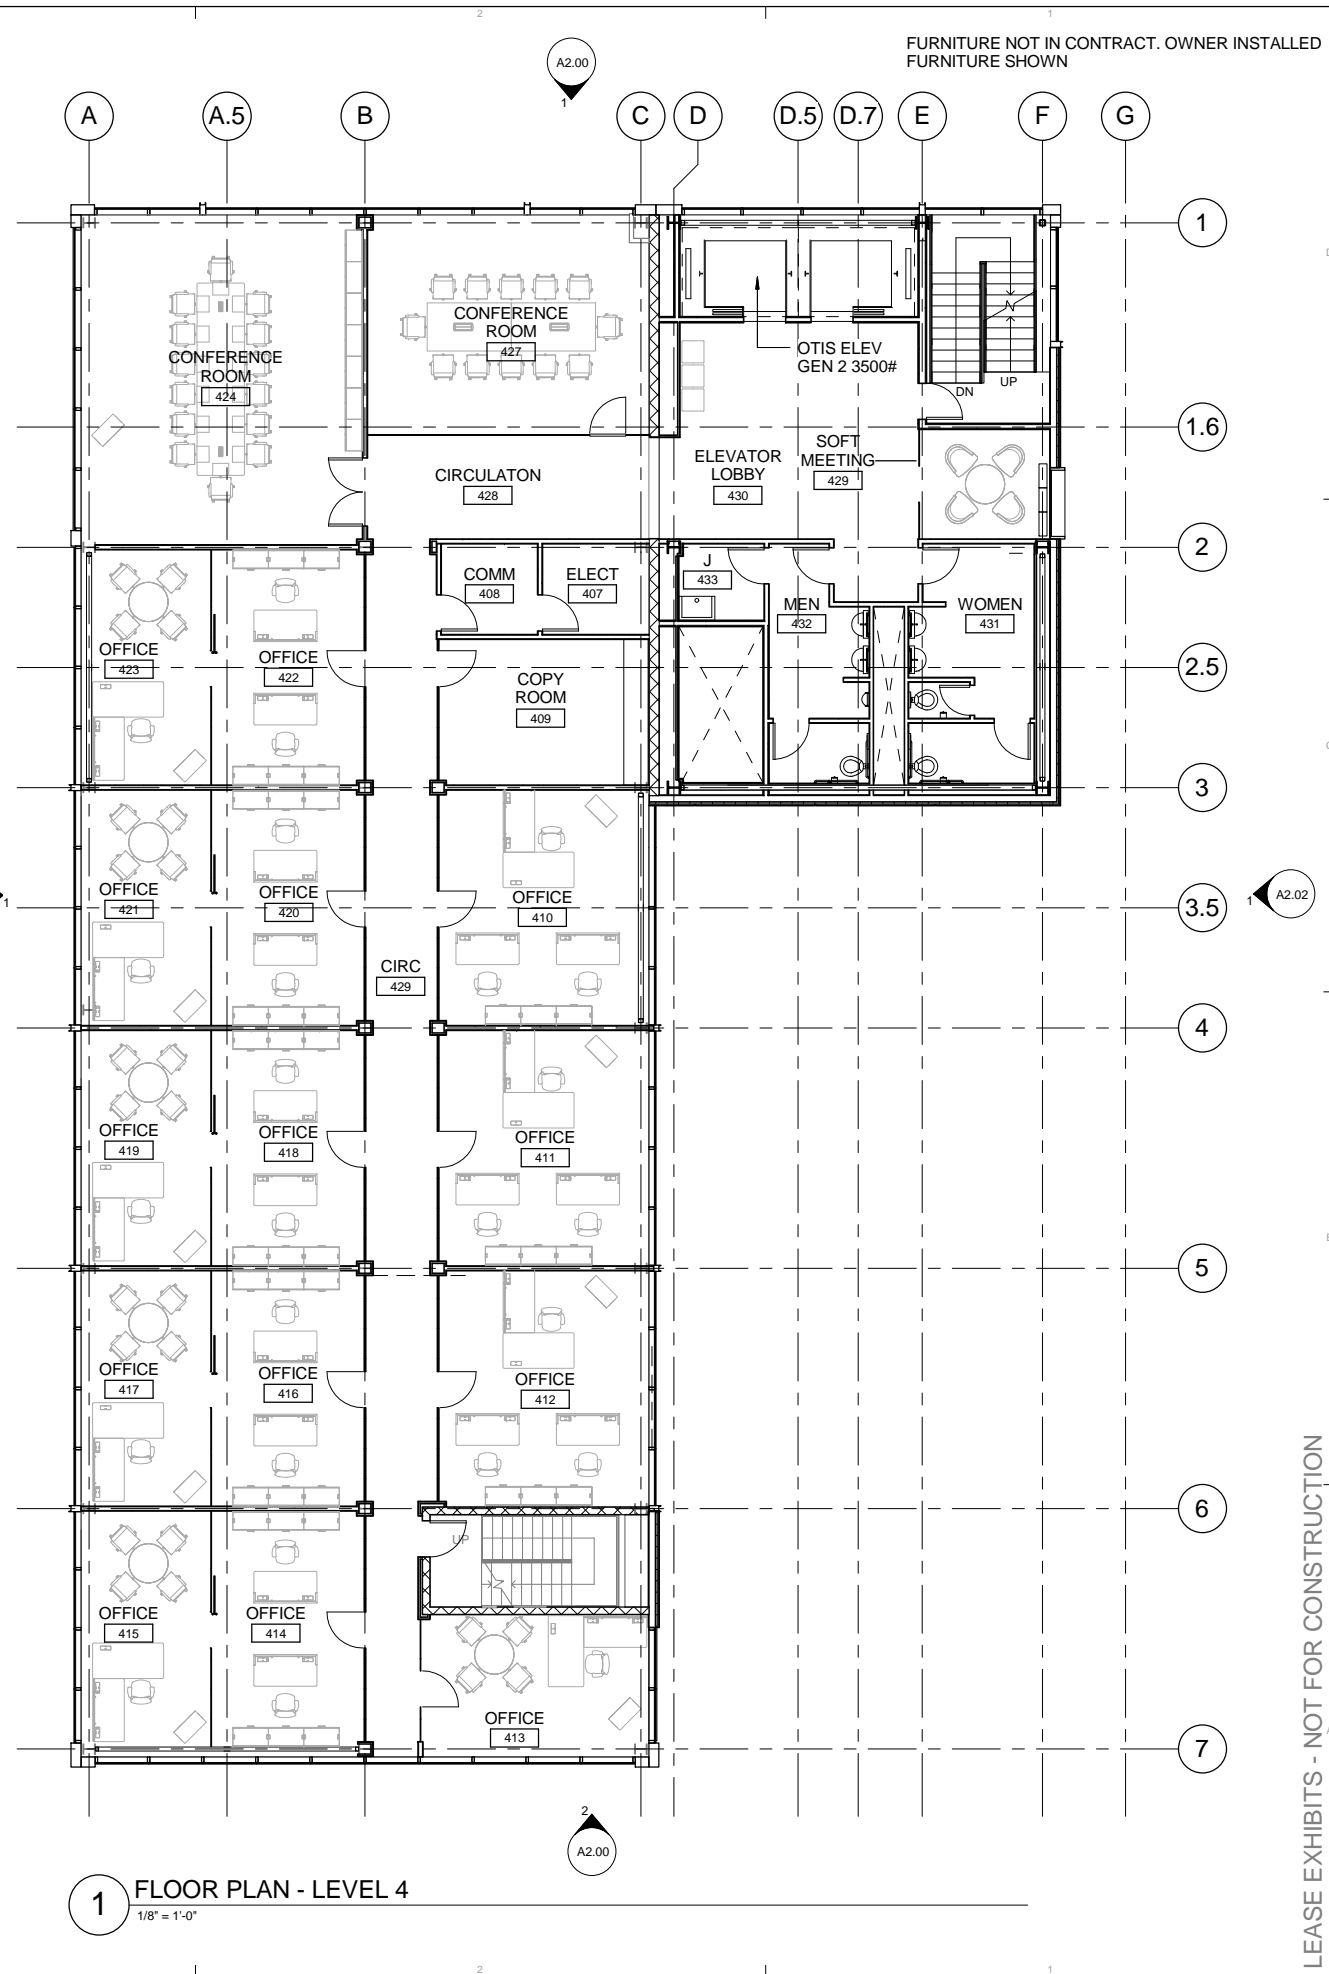 2
1
FURNITURE NOT IN CONTRACT. OWNER INSTALLED
FURNITURE SHOWN
A2.00
1
A
A.5
B
C
D
D.5
D.7
E
F
G
1
CONFERENCE
ROOM
427
CONFERENCE
ROOM
424
OTIS ELEV
GEN 2 3500#
DN
UP
1.6
CIRCULATON
428
ELEVATOR
LOBBY
430
SOFT
MEETING
429
2
COMM
408
ELECT
407
J
433
MEN
432
WOMEN
431
OFFICE
423
OFFICE
422
2.5
COPY
ROOM
409
3
OFFICE
421
OFFICE
420
OFFICE
410
3.5
1
1
A2.02
CIRC
429
4
OFFICE
419
OFFICE
418
OFFICE
411
5
OFFICE
417
OFFICE
416
OFFICE
412
6
UP
OFFICE
415
OFFICE
414
OFFICE
413
7
2
A2.00
1
FLOOR PLAN - LEVEL 4
1/8" = 1'-0"
LEASE EXHIBITS - NOT FOR CONSTRUCTION
2
1